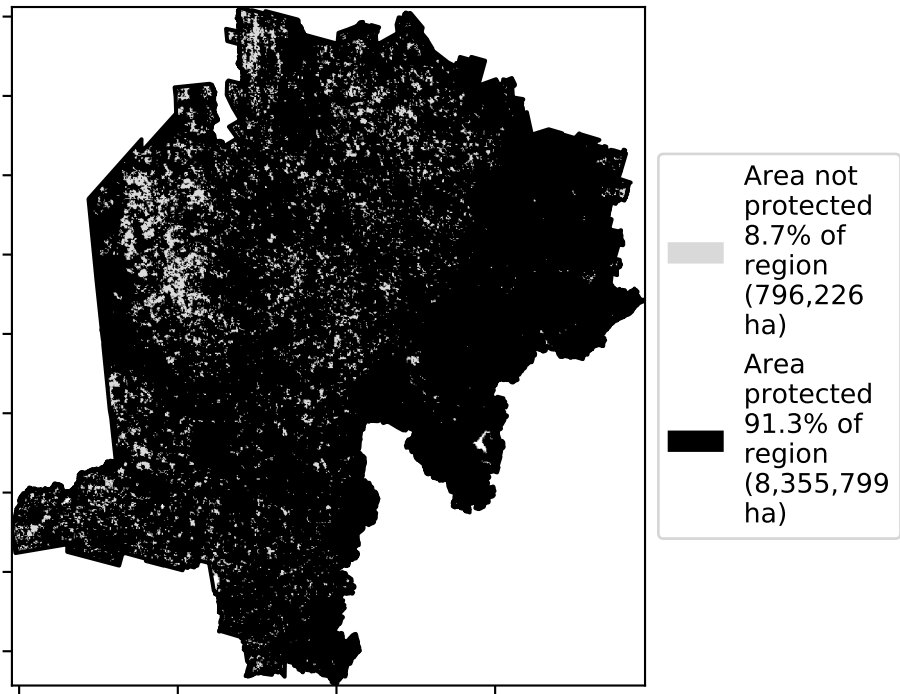 Area not
protected
8.7% of
region
(796,226
ha)
Area
protected
91.3% of
region
(8,355,799
ha)